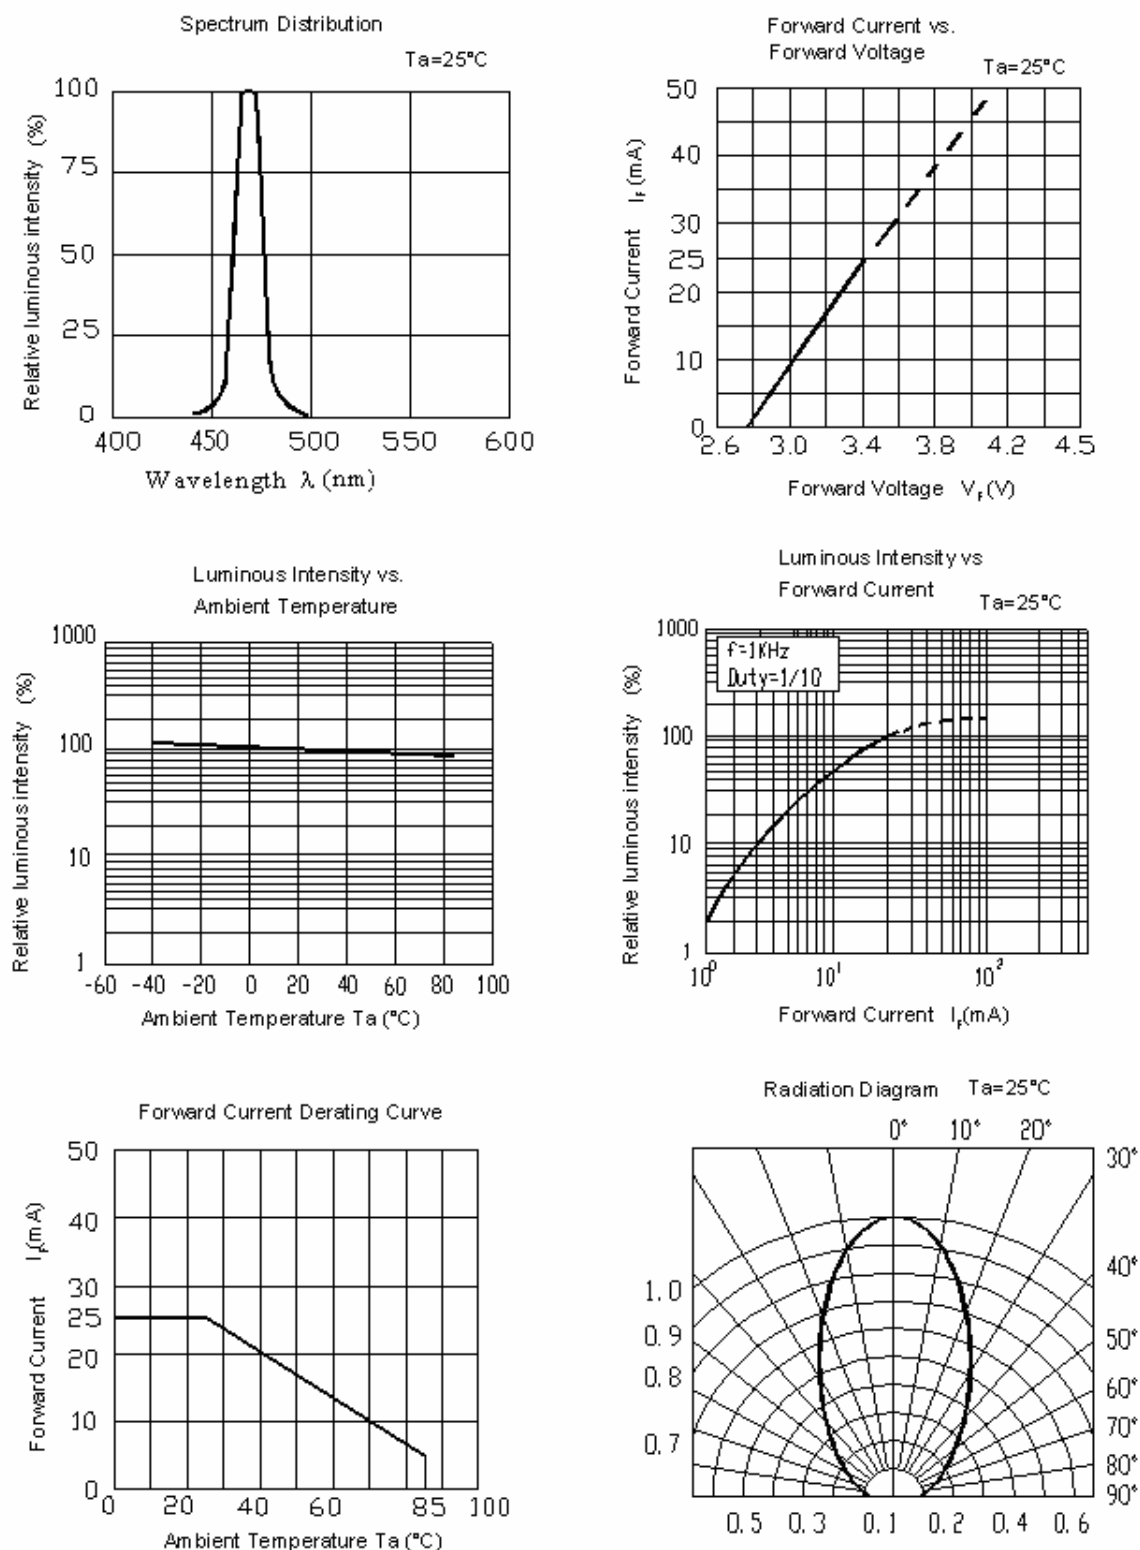 Spectrum Distribution
Ta=25°C
Relative luminous intensity (%)
100
75
50
25
0
400 450 500 550 600
Wavelength λ (nm)
Forward Current vs.
Forward Voltage
Ta=25°C
Forward Current IF (mA)
50
40
30
25
20
10
0
2.6 3.0 3.4 3.8 4.2 4.5
Forward Voltage VF(V)
Luminous Intensity vs.
Ambient Temperature
Relative luminous intensity (%)
1000
100
10
1
-60 -40 -20 0 20 40 60 80 100
Ambient Temperature Ta (°C)
Luminous Intensity vs
Forward Current
Ta=25°C
f=1KHz
Duty=1/10
Relative luminous intensity (%)
1000
100
10
1
10⁰ 10¹ 10²
Forward Current IF(mA)
Forward Current Derating Curve
Forward Current IF(mA)
50
40
30
25
20
10
0
0 20 40 60 85 100
Ambient Temperature Ta (°C)
Radiation Diagram Ta=25°C
0° 10° 20°
30°
40°
50°
60°
70°
80°
90°
1.0
0.9
0.8
0.7
0.5 0.3 0.1 0.2 0.4 0.6